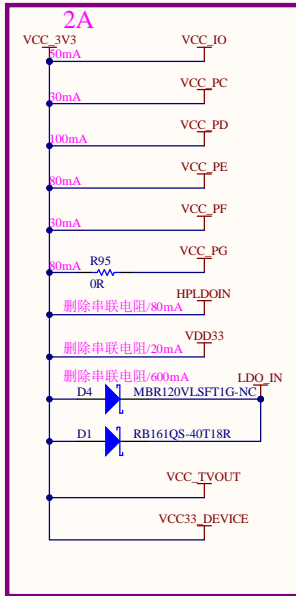 2A
VCC_3V3
VCC_IO
50mA
VCC_PC
30mA
VCC_PD
100mA
VCC_PE
80mA
VCC_PF
30mA
VCC_PG
R95
80mA
0R
HPLDOIN
删除串联电阻/80mA
VDD33
删除串联电阻/20mA
LDO_IN
删除串联电阻/600mA
D4 MBR120VLSFT1G-NC
D1 RB161QS-40T18R
VCC_TVOUT
VCC33_DEVICE